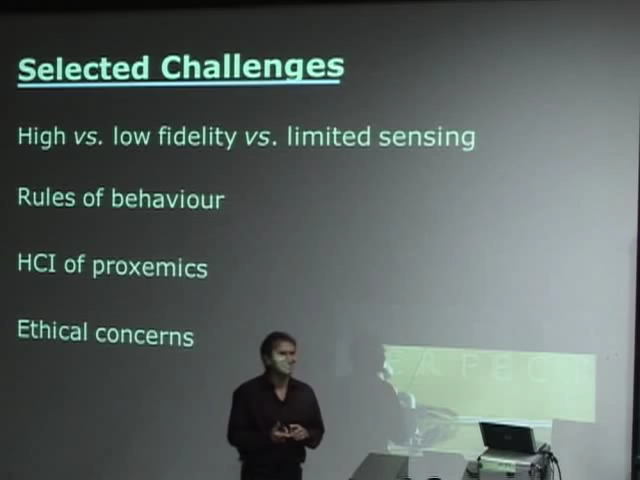 Selected Challenges
High vs. low fidelity vs. limited sensing
Rules of behaviour
HCI of proxemics
Ethical concerns